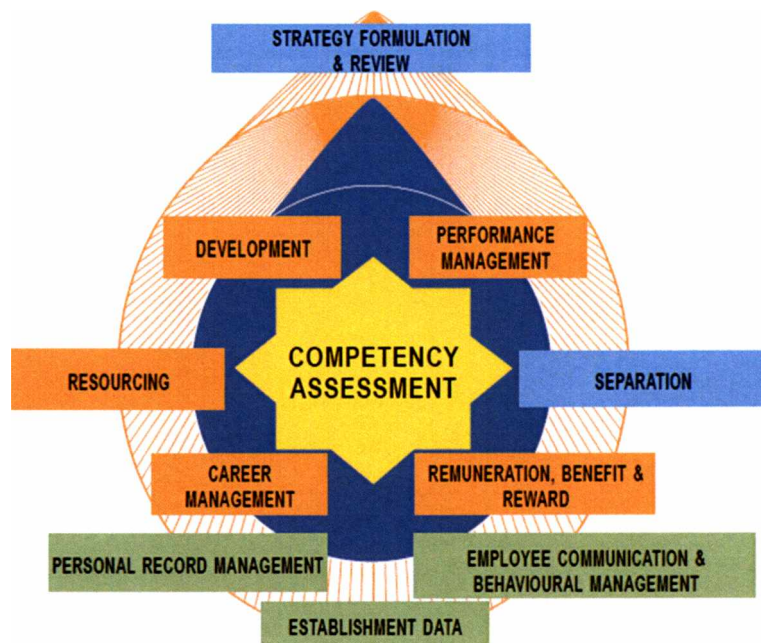 STRATEGY FORMULATION
& REVIEW
DEVELOPMENT
PERFORMANCE
MANAGEMENT
COMPETENCY
ASSESSMENT
RESOURCING
SEPARATION
CAREER
MANAGEMENT
REMUNERATION, BENEFIT &
REWARD
PERSONAL RECORD MANAGEMENT
EMPLOYEE COMMUNICATION &
BEHAVIOURAL MANAGEMENT
ESTABLISHMENT DATA